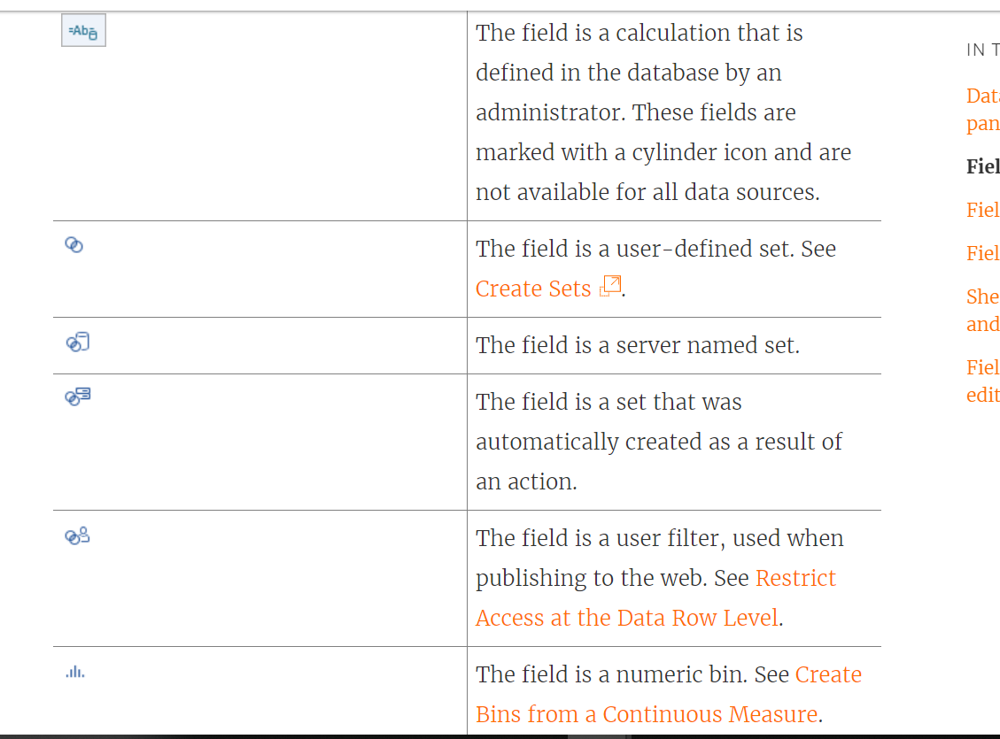 =Abc
The field is a calculation that is
defined in the database by an
administrator. These fields are
marked with a cylinder icon and are
not available for all data sources.
The field is a user-defined set. See
Create Sets.
The field is a server named set.
The field is a set that was
automatically created as a result of
an action.
The field is a user filter, used when
publishing to the web. See Restrict
Access at the Data Row Level.
The field is a numeric bin. See Create
Bins from a Continuous Measure.
IN T
Data
pan
Fiel
Fiel
Fiel
She
and
Fiel
edit